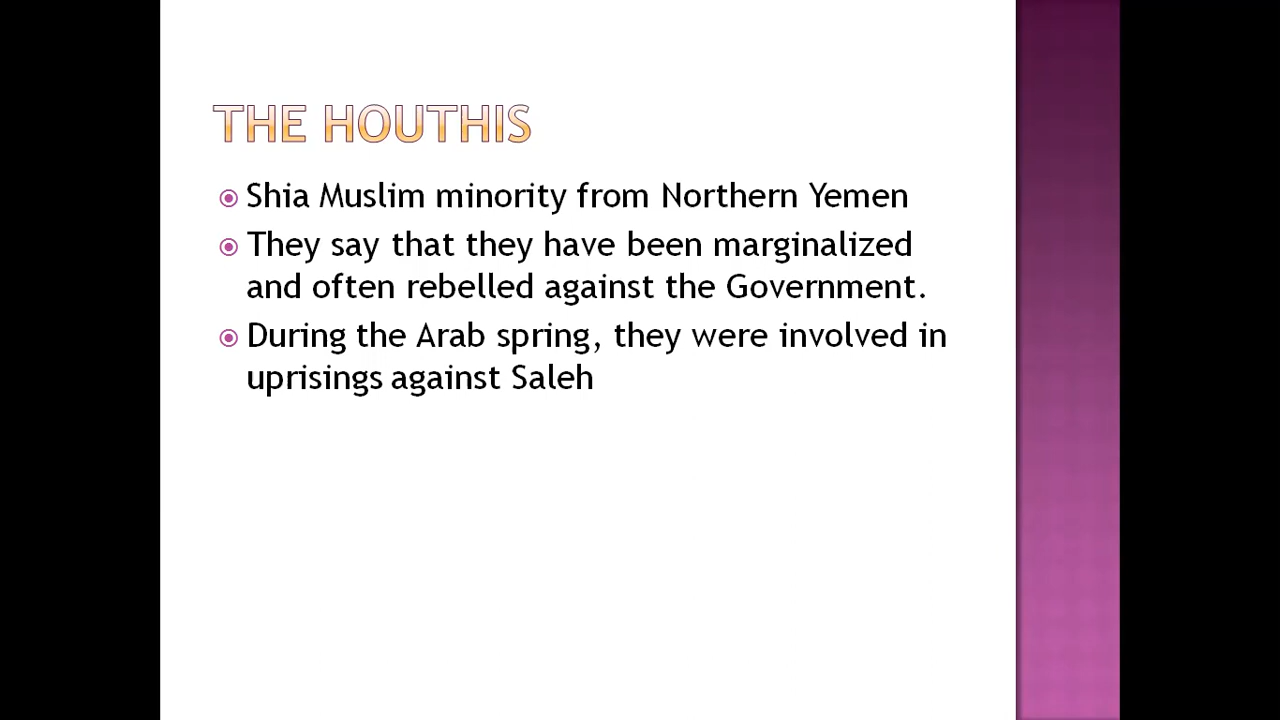 THE HOUTHIS
Shia Muslim minority from Northern Yemen
They say that they have been marginalized
and often rebelled against the Government.
During the Arab spring, they were involved in
uprisings against Saleh